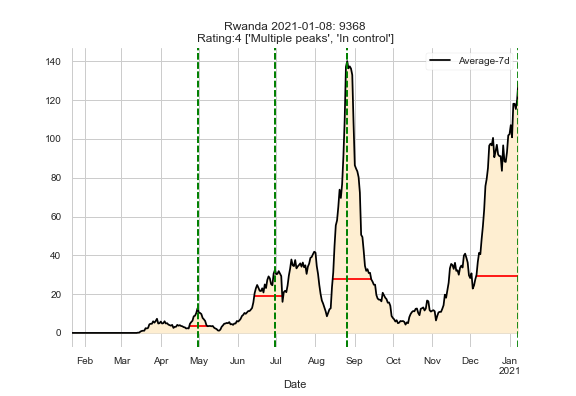 Rwanda 2021-01-08: 9368
Rating:4 ['Multiple peaks', 'In control']
Average-7d
140
120
100
80
60
40
20
0
Feb Mar Apr May Jun Jul Aug Sep Oct Nov Dec Jan
2021
Date